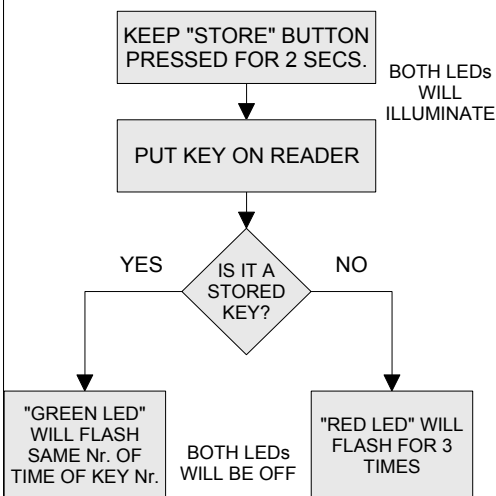 KEEP "STORE" BUTTON
PRESSED FOR 2 SECS.
BOTH LEDs
WILL
ILLUMINATE
PUT KEY ON READER
YES
IS IT A
STORED
KEY?
NO
"GREEN LED"
WILL FLASH
SAME Nr. OF
TIME OF KEY Nr.
BOTH LEDs
WILL BE OFF
"RED LED" WILL
FLASH FOR 3
TIMES